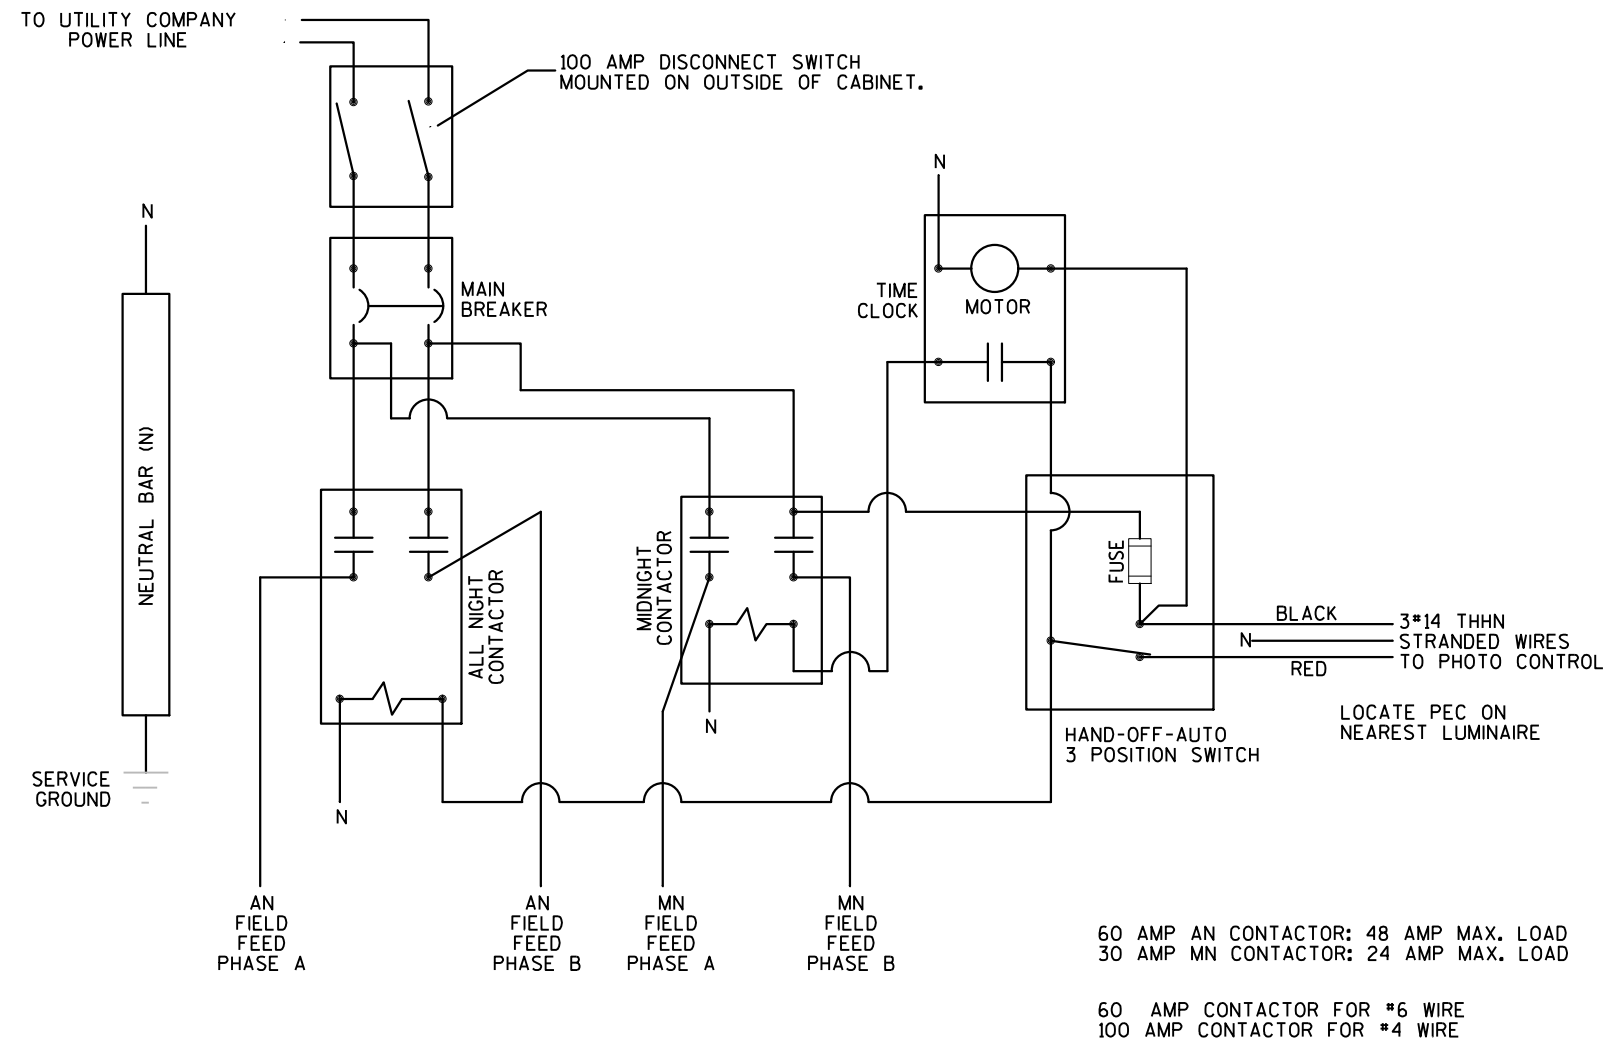 TO UTILITY COMPANY
POWER LINE
100 AMP DISCONNECT SWITCH
MOUNTED ON OUTSIDE OF CABINET.
N
N
MAIN
BREAKER
TIME
CLOCK
MOTOR
NEUTRAL BAR (N)
ALL NIGHT
CONTACTOR
MIDNIGHT
CONTACTOR
FUSE
BLACK
N
RED
3#14 THHN
STRANDED WIRES
TO PHOTO CONTROL
LOCATE PEC ON
NEAREST LUMINAIRE
HAND-OFF-AUTO
3 POSITION SWITCH
N
SERVICE
GROUND
N
AN
FIELD
FEED
PHASE A
AN
FIELD
FEED
PHASE B
MN
FIELD
FEED
PHASE A
MN
FIELD
FEED
PHASE B
60 AMP AN CONTACTOR: 48 AMP MAX. LOAD
30 AMP MN CONTACTOR: 24 AMP MAX. LOAD
60 AMP CONTACTOR FOR #6 WIRE
100 AMP CONTACTOR FOR #4 WIRE